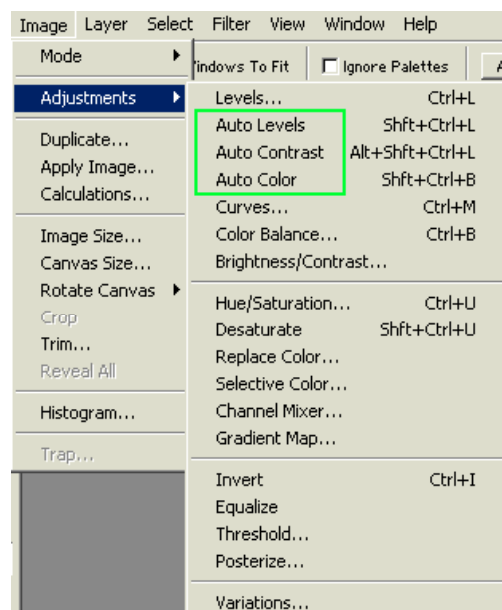 Image Layer Select Filter View Window Help
Mode
indows To Fit Ignore Palettes
Adjustments
Duplicate...
Apply Image...
Calculations...
Image Size...
Canvas Size...
Rotate Canvas
Crop
Trim...
Reveal All
Histogram...
Trap...
Levels... Ctrl+L
Auto Levels Shft+Ctrl+L
Auto Contrast Alt+Shft+Ctrl+L
Auto Color Shft+Ctrl+B
Curves... Ctrl+M
Color Balance... Ctrl+B
Brightness/Contrast...
Hue/Saturation... Ctrl+U
Desaturate Shft+Ctrl+U
Replace Color...
Selective Color...
Channel Mixer...
Gradient Map...
Invert Ctrl+I
Equalize
Threshold...
Posterize...
Variations...